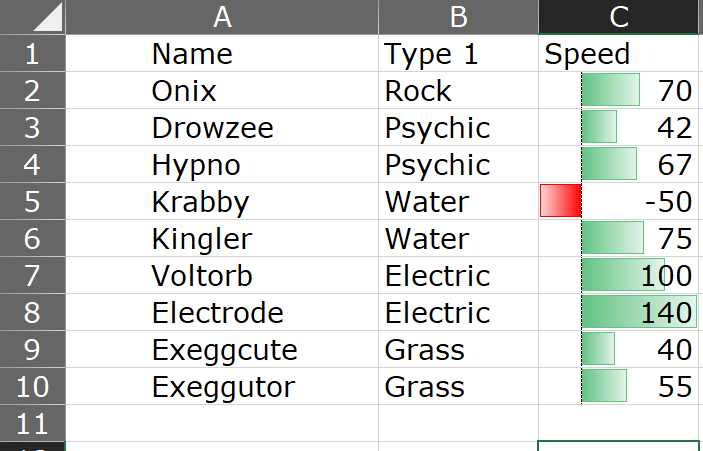 A B C
1 Name Type 1 Speed
2 Onix Rock 70
3 Drowzee Psychic 42
4 Hypno Psychic 67
5 Krabby Water -50
6 Kingler Water 75
7 Voltorb Electric 100
8 Electrode Electric 140
9 Exeggcute Grass 40
10 Exeggutor Grass 55
11